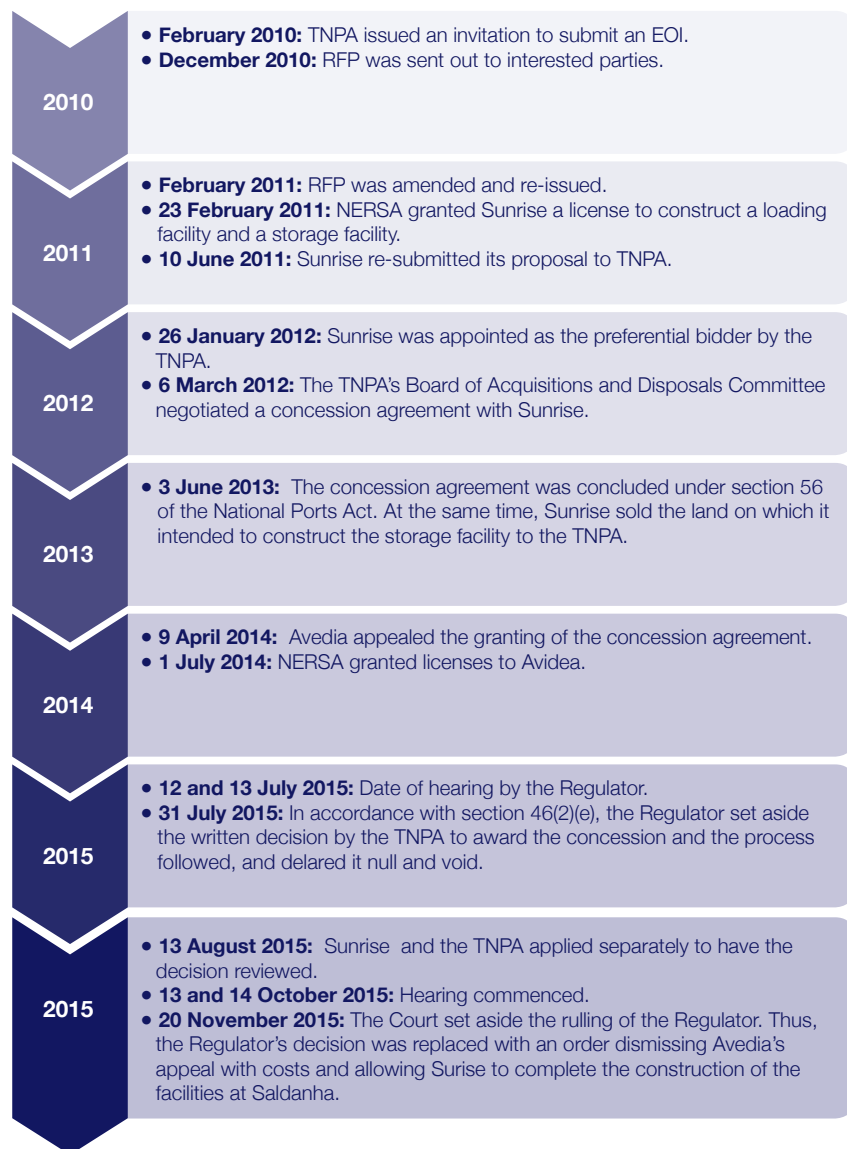 2010
• February 2010: TNPA issued an invitation to submit an EOI.
• December 2010: RFP was sent out to interested parties.
2011
• February 2011: RFP was amended and re-issued.
• 23 February 2011: NERSA granted Sunrise a license to construct a loading
facility and a storage facility.
• 10 June 2011: Sunrise re-submitted its proposal to TNPA.
2012
• 26 January 2012: Sunrise was appointed as the preferential bidder by the
TNPA.
• 6 March 2012: The TNPA's Board of Acquisitions and Disposals Committee
negotiated a concession agreement with Sunrise.
2013
• 3 June 2013: The concession agreement was concluded under section 56
of the National Ports Act. At the same time, Sunrise sold the land on which it
intended to construct the storage facility to the TNPA.
2014
• 9 April 2014: Avedia appealed the granting of the concession agreement.
• 1 July 2014: NERSA granted licenses to Avidea.
2015
• 12 and 13 July 2015: Date of hearing by the Regulator.
• 31 July 2015: In accordance with section 46(2)(e), the Regulator set aside
the written decision by the TNPA to award the concession and the process
followed, and delared it null and void.
2015
• 13 August 2015: Sunrise and the TNPA applied separately to have the
decision reviewed.
• 13 and 14 October 2015: Hearing commenced.
• 20 November 2015: The Court set aside the rulling of the Regulator. Thus,
the Regulator's decision was replaced with an order dismissing Avedia's
appeal with costs and allowing Surise to complete the construction of the
facilities at Saldanha.